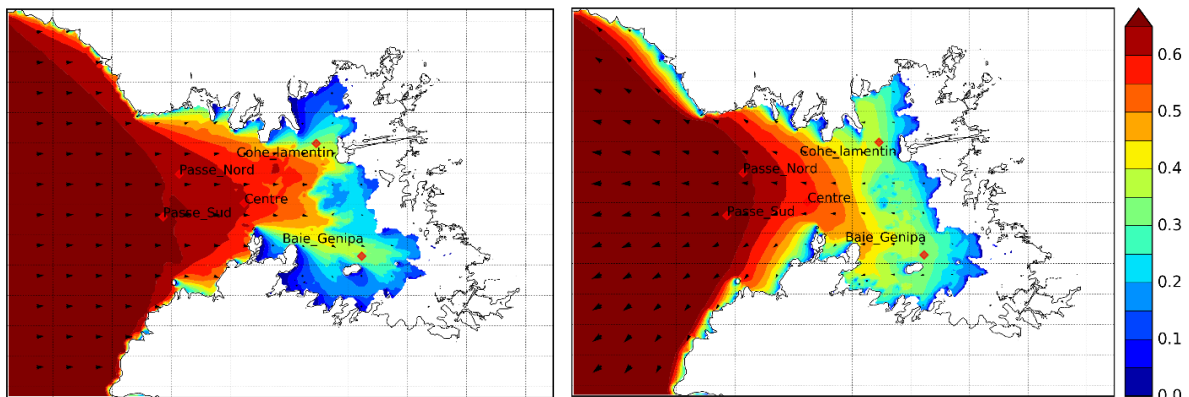 Cohe_lamentin
Passe_Nord
Centre
Passe_Sud
Baie_Genipa
Cohe_lamentin
Passe_Nord
Centre
Passe_Sud
Baie_Genipa
0.6
0.5
0.4
0.3
0.2
0.1
0.0